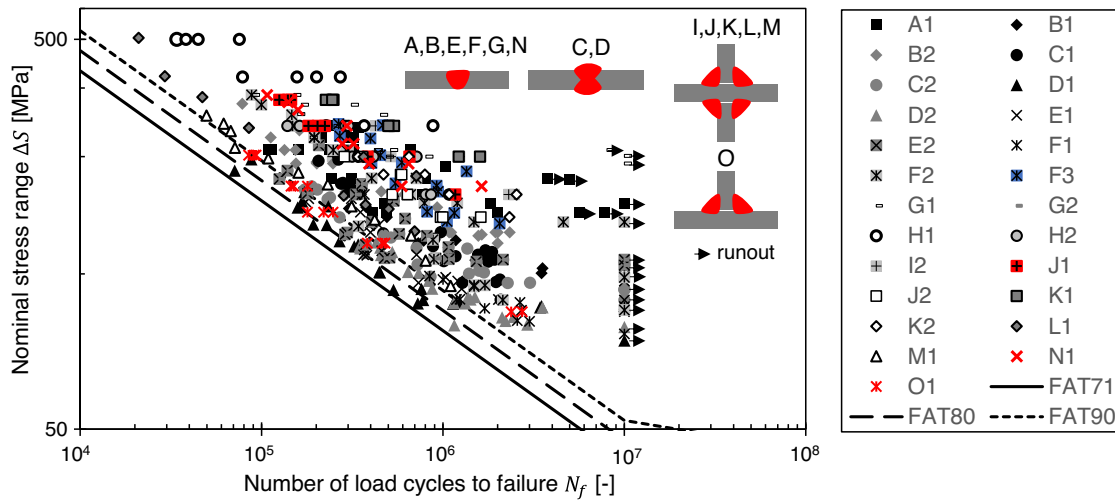 Nominal stress range ΔS [MPa]
500
50
10⁴
10⁵
10⁶
10⁷
10⁸
Number of load cycles to failure N_f [-]
A,B,E,F,G,N
C,D
I,J,K,L,M
O
runout
A1 B1
B2 C1
C2 D1
D2 E1
E2 F1
F2 F3
G1 G2
H1 H2
I2 J1
J2 K1
K2 L1
M1 N1
O1 FAT71
FAT80 FAT90